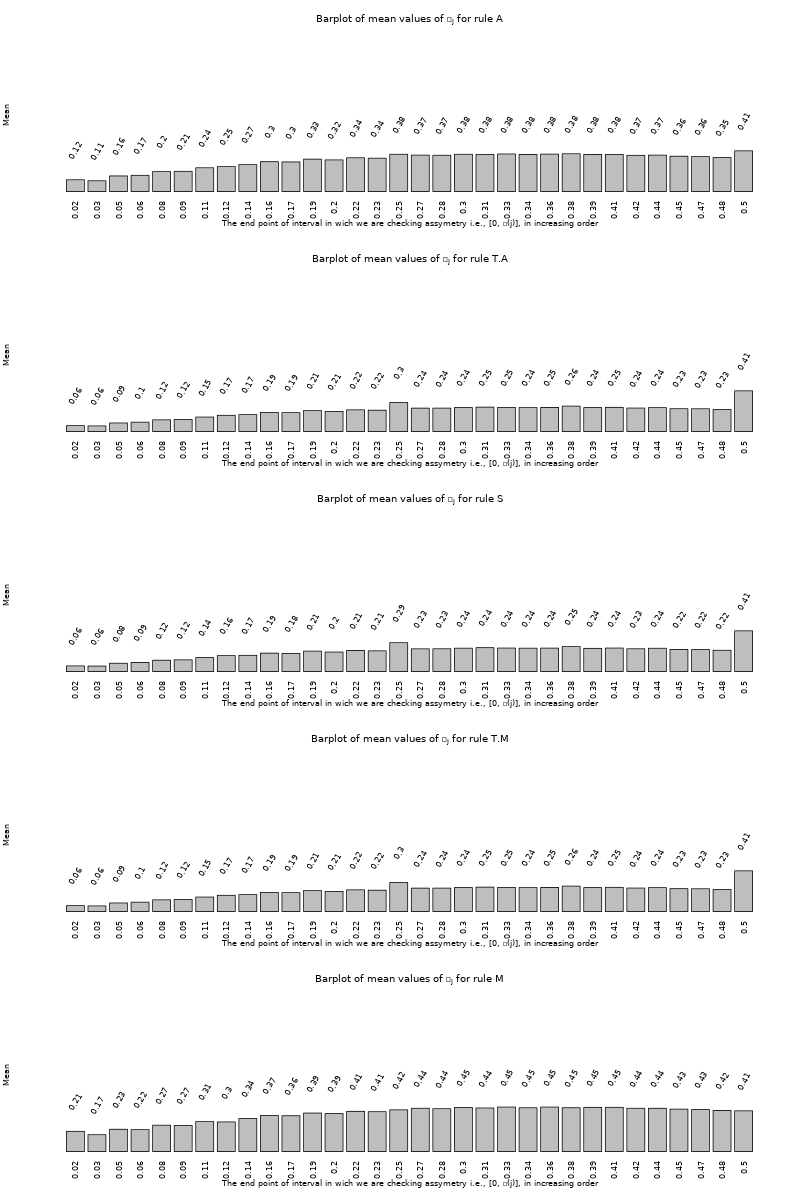 Barplot of mean values of □j for rule A
Mean
0.12 0.11 0.16 0.17 0.2 0.21 0.24 0.25 0.27 0.3 0.3 0.33 0.32 0.34 0.34 0.38 0.37 0.37 0.38 0.38 0.38 0.38 0.38 0.38 0.38 0.38 0.37 0.37 0.36 0.36 0.35 0.41
0.02 0.03 0.05 0.06 0.08 0.09 0.11 0.12 0.14 0.16 0.17 0.19 0.2 0.22 0.23 0.25 0.27 0.28 0.3 0.31 0.33 0.34 0.36 0.38 0.39 0.41 0.42 0.44 0.45 0.47 0.48 0.5
The end point of interval in wich we are checking assymetry i.e., [0, □(j)], in increasing order
Barplot of mean values of □j for rule T.A
Mean
0.06 0.06 0.09 0.1 0.12 0.12 0.15 0.17 0.17 0.19 0.19 0.21 0.21 0.22 0.22 0.3 0.24 0.24 0.24 0.25 0.25 0.24 0.25 0.26 0.24 0.25 0.24 0.24 0.23 0.23 0.23 0.41
0.02 0.03 0.05 0.06 0.08 0.09 0.11 0.12 0.14 0.16 0.17 0.19 0.2 0.22 0.23 0.25 0.27 0.28 0.3 0.31 0.33 0.34 0.36 0.38 0.39 0.41 0.42 0.44 0.45 0.47 0.48 0.5
The end point of interval in wich we are checking assymetry i.e., [0, □(j)], in increasing order
Barplot of mean values of □j for rule S
Mean
0.06 0.06 0.08 0.09 0.12 0.12 0.14 0.16 0.17 0.19 0.18 0.21 0.2 0.21 0.21 0.29 0.23 0.23 0.24 0.24 0.24 0.24 0.24 0.25 0.24 0.24 0.23 0.24 0.22 0.22 0.22 0.41
0.02 0.03 0.05 0.06 0.08 0.09 0.11 0.12 0.14 0.16 0.17 0.19 0.2 0.22 0.23 0.25 0.27 0.28 0.3 0.31 0.33 0.34 0.36 0.38 0.39 0.41 0.42 0.44 0.45 0.47 0.48 0.5
The end point of interval in wich we are checking assymetry i.e., [0, □(j)], in increasing order
Barplot of mean values of □j for rule T.M
Mean
0.06 0.06 0.09 0.1 0.12 0.12 0.15 0.17 0.17 0.19 0.19 0.21 0.21 0.22 0.22 0.3 0.24 0.24 0.24 0.25 0.25 0.24 0.25 0.26 0.24 0.25 0.24 0.24 0.23 0.23 0.23 0.41
0.02 0.03 0.05 0.06 0.08 0.09 0.11 0.12 0.14 0.16 0.17 0.19 0.2 0.22 0.23 0.25 0.27 0.28 0.3 0.31 0.33 0.34 0.36 0.38 0.39 0.41 0.42 0.44 0.45 0.47 0.48 0.5
The end point of interval in wich we are checking assymetry i.e., [0, □(j)], in increasing order
Barplot of mean values of □j for rule M
Mean
0.21 0.17 0.23 0.22 0.27 0.27 0.31 0.3 0.34 0.37 0.36 0.39 0.39 0.41 0.41 0.42 0.44 0.44 0.45 0.44 0.45 0.45 0.45 0.45 0.45 0.45 0.44 0.44 0.43 0.43 0.42 0.41
0.02 0.03 0.05 0.06 0.08 0.09 0.11 0.12 0.14 0.16 0.17 0.19 0.2 0.22 0.23 0.25 0.27 0.28 0.3 0.31 0.33 0.34 0.36 0.38 0.39 0.41 0.42 0.44 0.45 0.47 0.48 0.5
The end point of interval in wich we are checking assymetry i.e., [0, □(j)], in increasing order